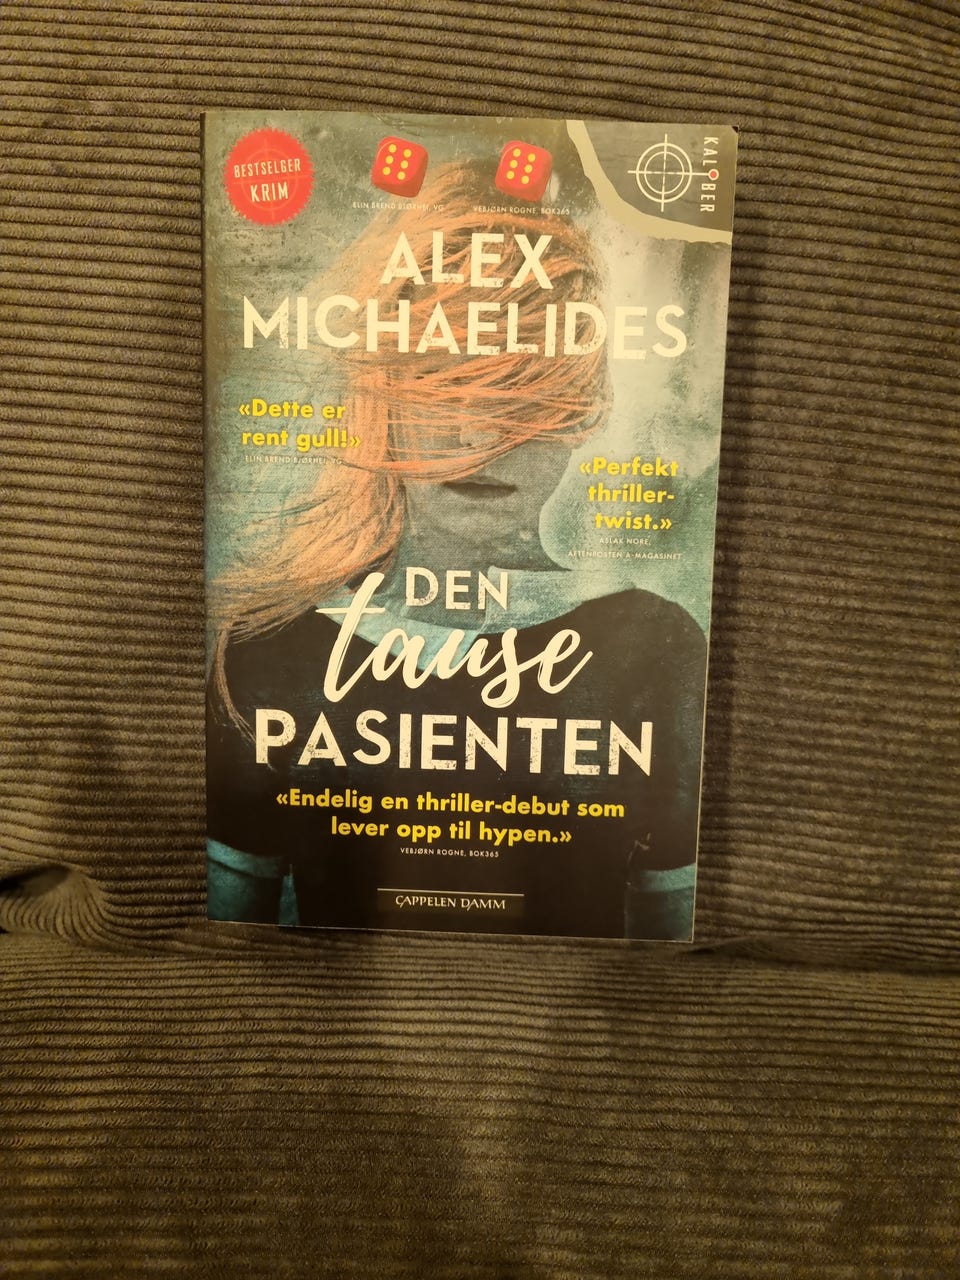 BESTSELGER
KRIM
ELIN BREND BJØRHEI, VG
VEBJØRN ROGNE, BOK365
KALIBER
ALEX
MICHAELIDES
«Dette er
rent gull!»
ELIN BREND BJØRHEI, VG
«Perfekt
thriller-
twist.»
ASLAK NORE,
AFTENPOSTEN A-MAGASINET
DEN
tause
PASIENTEN
«Endelig en thriller-debut som
lever opp til hypen.»
VEBJØRN ROGNE, BOK365
CAPPELEN DAMM